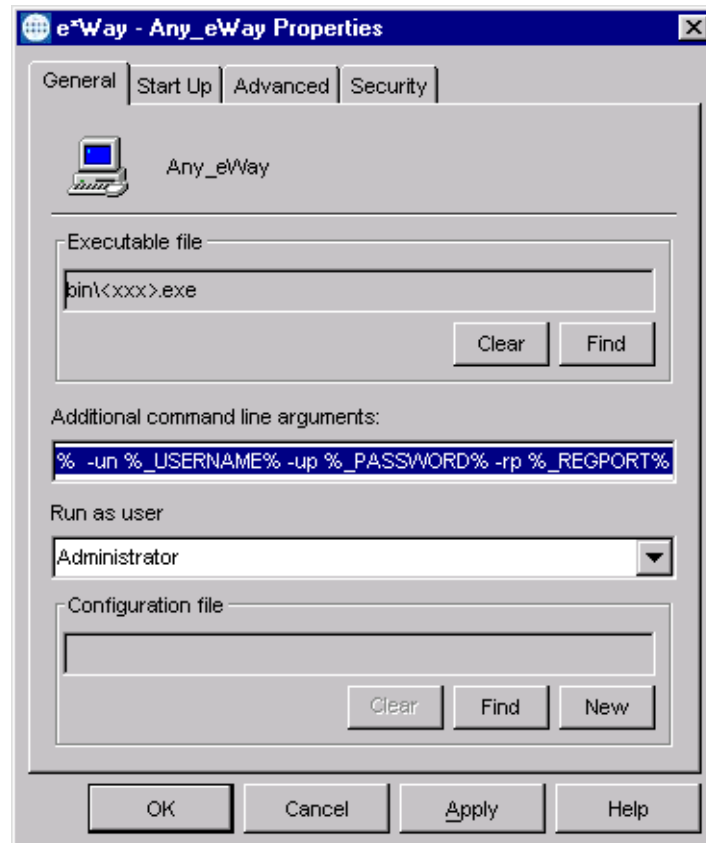 e*Way - Any_eWay Properties
General Start Up Advanced Security
Any_eWay
Executable file
bin\<xxx>.exe
Clear Find
Additional command line arguments:
% -un %_USERNAME% -up %_PASSWORD% -rp %_REGPORT%
Run as user
Administrator
Configuration file
Clear Find New
OK Cancel Apply Help